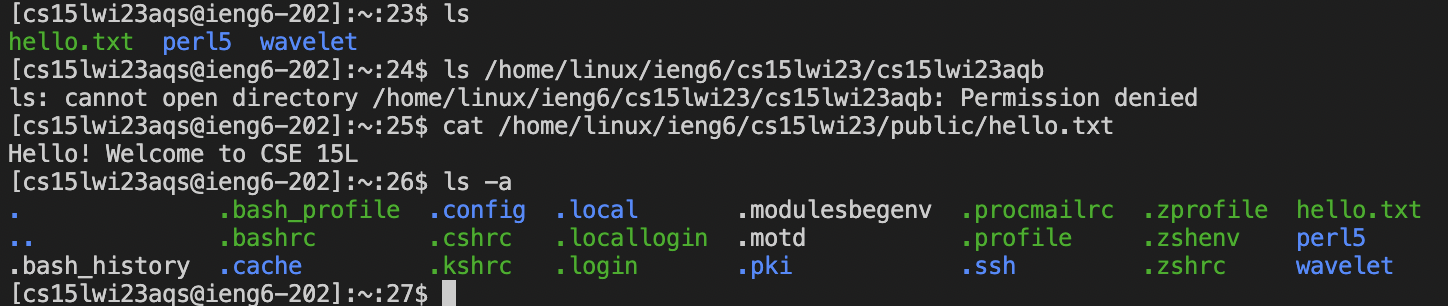 [cs15lwi23aqs@ieng6-202]:~:23$ ls
hello.txt  perl5  wavelet
[cs15lwi23aqs@ieng6-202]:~:24$ ls /home/linux/ieng6/cs15lwi23/cs15lwi23aqb
ls: cannot open directory /home/linux/ieng6/cs15lwi23/cs15lwi23aqb: Permission denied
[cs15lwi23aqs@ieng6-202]:~:25$ cat /home/linux/ieng6/cs15lwi23/public/hello.txt
Hello! Welcome to CSE 15L
[cs15lwi23aqs@ieng6-202]:~:26$ ls -a
.              .bash_profile  .config  .local       .modulesbegenv  .procmailrc  .zprofile  hello.txt
..             .bashrc        .cshrc   .locallogin  .motd           .profile     .zshenv    perl5
.bash_history  .cache         .kshrc   .login       .pki            .ssh         .zshrc     wavelet
[cs15lwi23aqs@ieng6-202]:~:27$